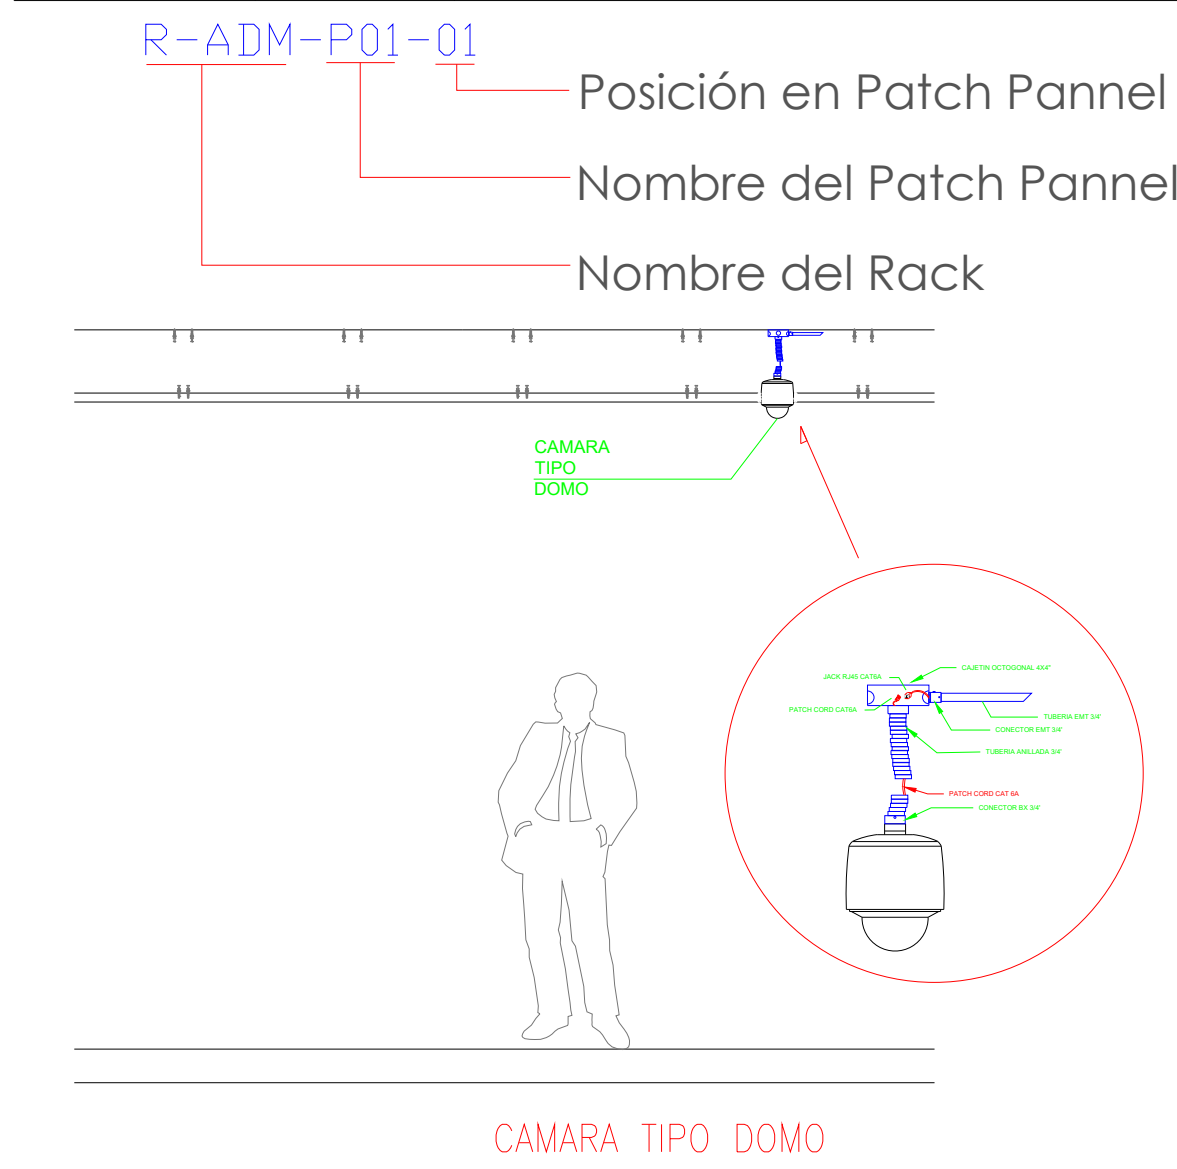 R-ADM-P01-01
Posición en Patch Pannel
Nombre del Patch Pannel
Nombre del Rack
CAMARA
TIPO
DOMO
CAJETIN OCTOGONAL 4X4"
JACK RJ45 CAT6A
PATCH CORD CAT6A
TUBERIA EMT 3/4'
CONECTOR EMT 3/4'
TUBERIA ANILLADA 3/4'
PATCH CORD CAT 6A
CONECTOR BX 3/4'
CAMARA TIPO DOMO